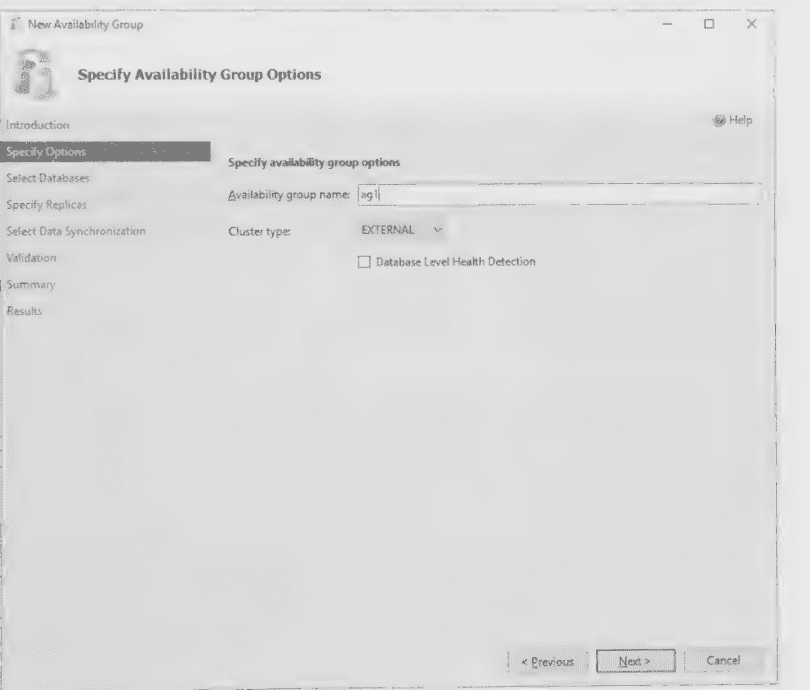 New Availability Group
Specify Availability Group Options
Introduction
Help
Specify Options
Specify availability group options
Select Databases
Availability group name: ag1
Specify Replicas
Select Data Synchronization
Cluster type: EXTERNAL
Validation
Database Level Health Detection
Summary
Results
< Previous
Next >
Cancel